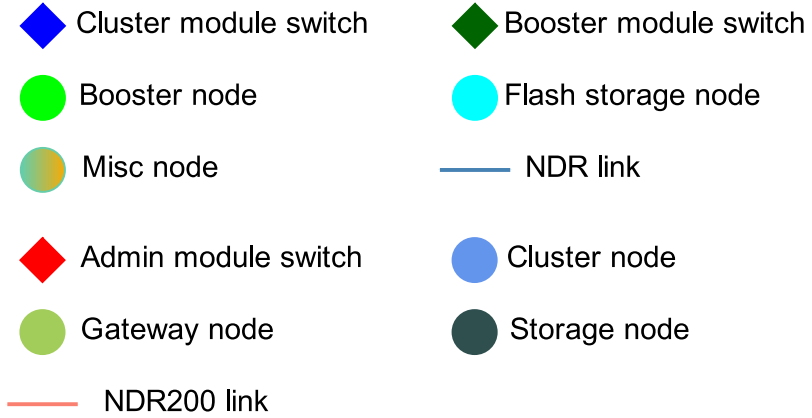 Cluster module switch
Booster module switch
Booster node
Flash storage node
Misc node
NDR link
Admin module switch
Cluster node
Gateway node
Storage node
NDR200 link